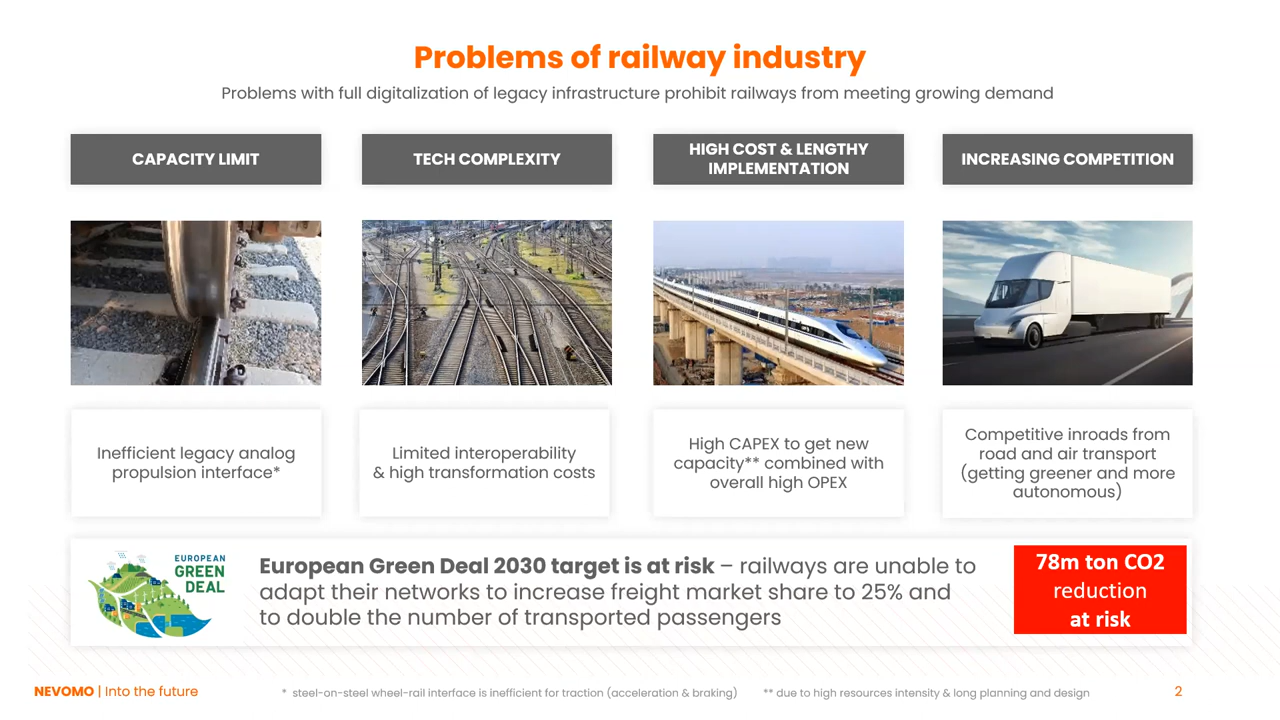 Problems of railway industry
Problems with full digitalization of legacy infrastructure prohibit railways from meeting growing demand
CAPACITY LIMIT
TECH COMPLEXITY
HIGH COST & LENGTHY
IMPLEMENTATION
INCREASING COMPETITION
Inefficient legacy analog
propulsion interface*
Limited interoperability
& high transformation costs
High CAPEX to get new
capacity** combined with
overall high OPEX
Competitive inroads from
road and air transport
(getting greener and more
autonomous)
EUROPEAN
GREEN
DEAL
European Green Deal 2030 target is at risk – railways are unable to
adapt their networks to increase freight market share to 25% and
to double the number of transported passengers
78m ton CO2
reduction
at risk
NEVOMO | Into the future
* steel-on-steel wheel-rail interface is inefficient for traction (acceleration & braking)
** due to high resources intensity & long planning and design
2